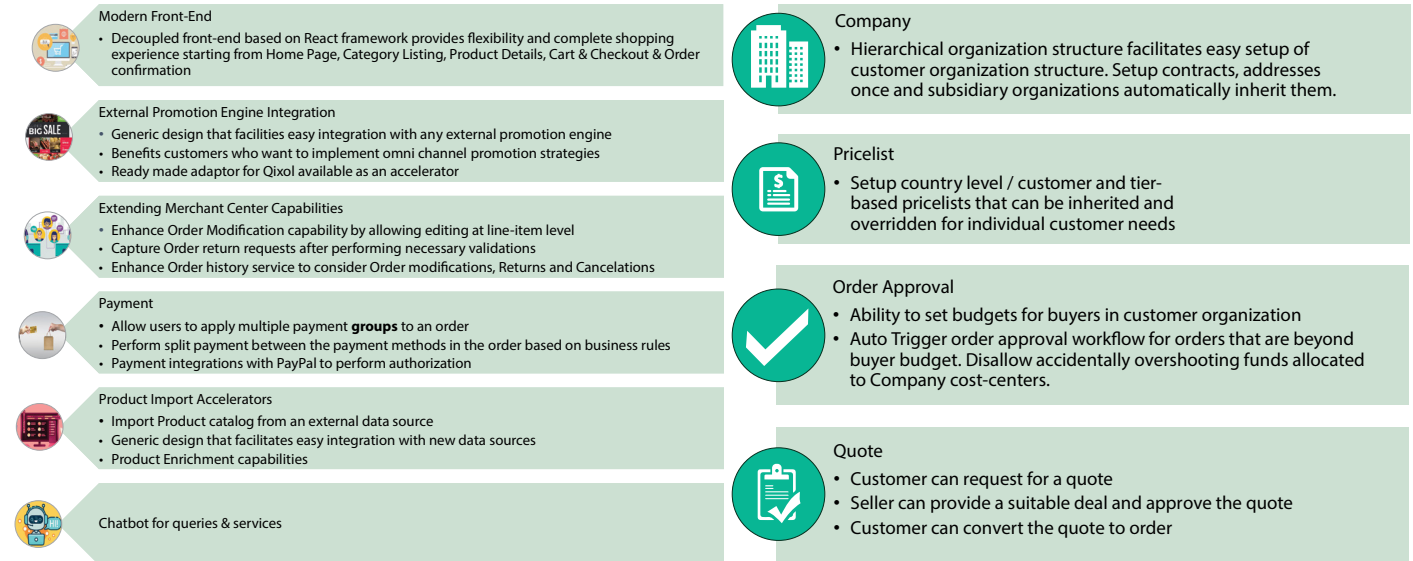 Modern Front-End
• Decoupled front-end based on React framework provides flexibility and complete shopping
experience starting from Home Page, Category Listing, Product Details, Cart & Checkout & Order
confirmation
BIG SALE
External Promotion Engine Integration
• Generic design that facilities easy integration with any external promotion engine
• Benefits customers who want to implement omni channel promotion strategies
• Ready made adaptor for Qixol available as an accelerator
Extending Merchant Center Capabilities
• Enhance Order Modification capability by allowing editing at line-item level
• Capture Order return requests after performing necessary validations
• Enhance Order history service to consider Order modifications, Returns and Cancelations
Payment
• Allow users to apply multiple payment groups to an order
• Perform split payment between the payment methods in the order based on business rules
• Payment integrations with PayPal to perform authorization
Product Import Accelerators
• Import Product catalog from an external data source
• Generic design that facilitates easy integration with new data sources
• Product Enrichment capabilities
Chatbot for queries & services
Company
• Hierarchical organization structure facilitates easy setup of
customer organization structure. Setup contracts, addresses
once and subsidiary organizations automatically inherit them.
$
Pricelist
• Setup country level / customer and tier-
based pricelists that can be inherited and
overridden for individual customer needs
Order Approval
• Ability to set budgets for buyers in customer organization
• Auto Trigger order approval workflow for orders that are beyond
buyer budget. Disallow accidentally overshooting funds allocated
to Company cost-centers.
Quote
• Customer can request for a quote
• Seller can provide a suitable deal and approve the quote
• Customer can convert the quote to order